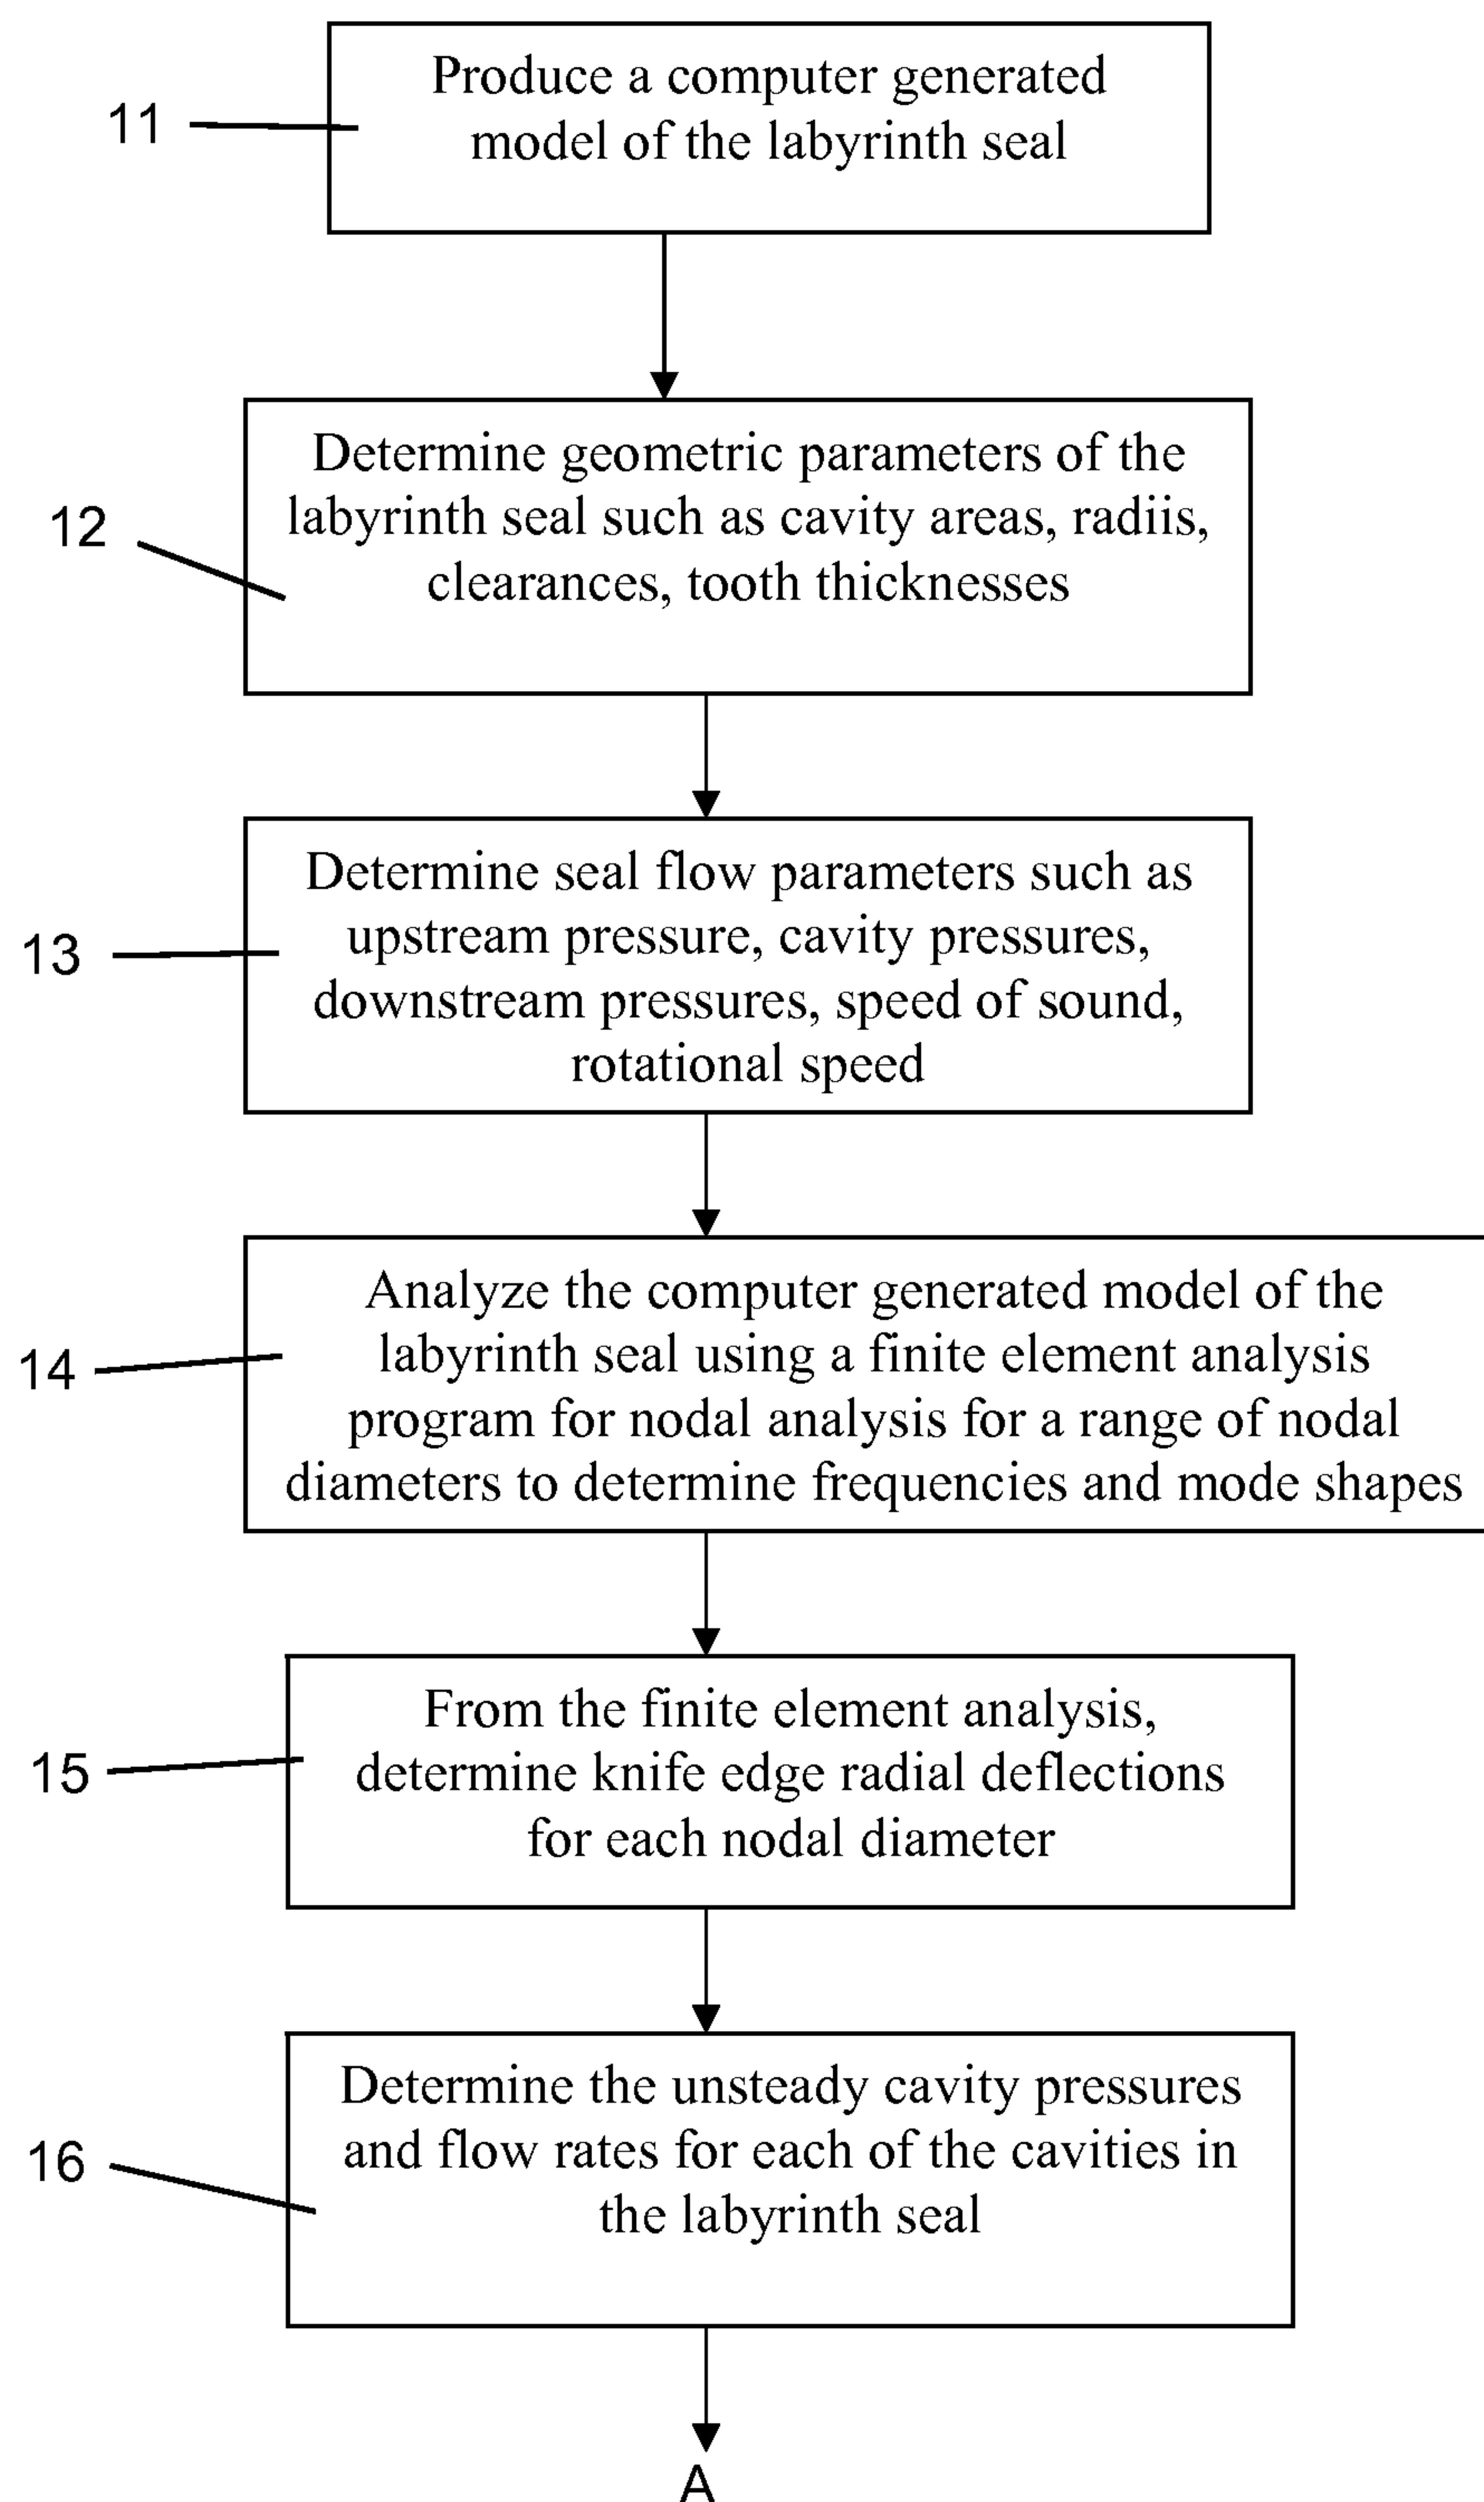 Produce a computer generated
model of the labyrinth seal
11
Determine geometric parameters of the
labyrinth seal such as cavity areas, radiis,
clearances, tooth thicknesses
12
Determine seal flow parameters such as
upstream pressure, cavity pressures,
downstream pressures, speed of sound,
rotational speed
13
Analyze the computer generated model of the
labyrinth seal using a finite element analysis
program for nodal analysis for a range of nodal
diameters to determine frequencies and mode shapes
14
From the finite element analysis,
determine knife edge radial deflections
for each nodal diameter
15
Determine the unsteady cavity pressures
and flow rates for each of the cavities in
the labyrinth seal
16
A